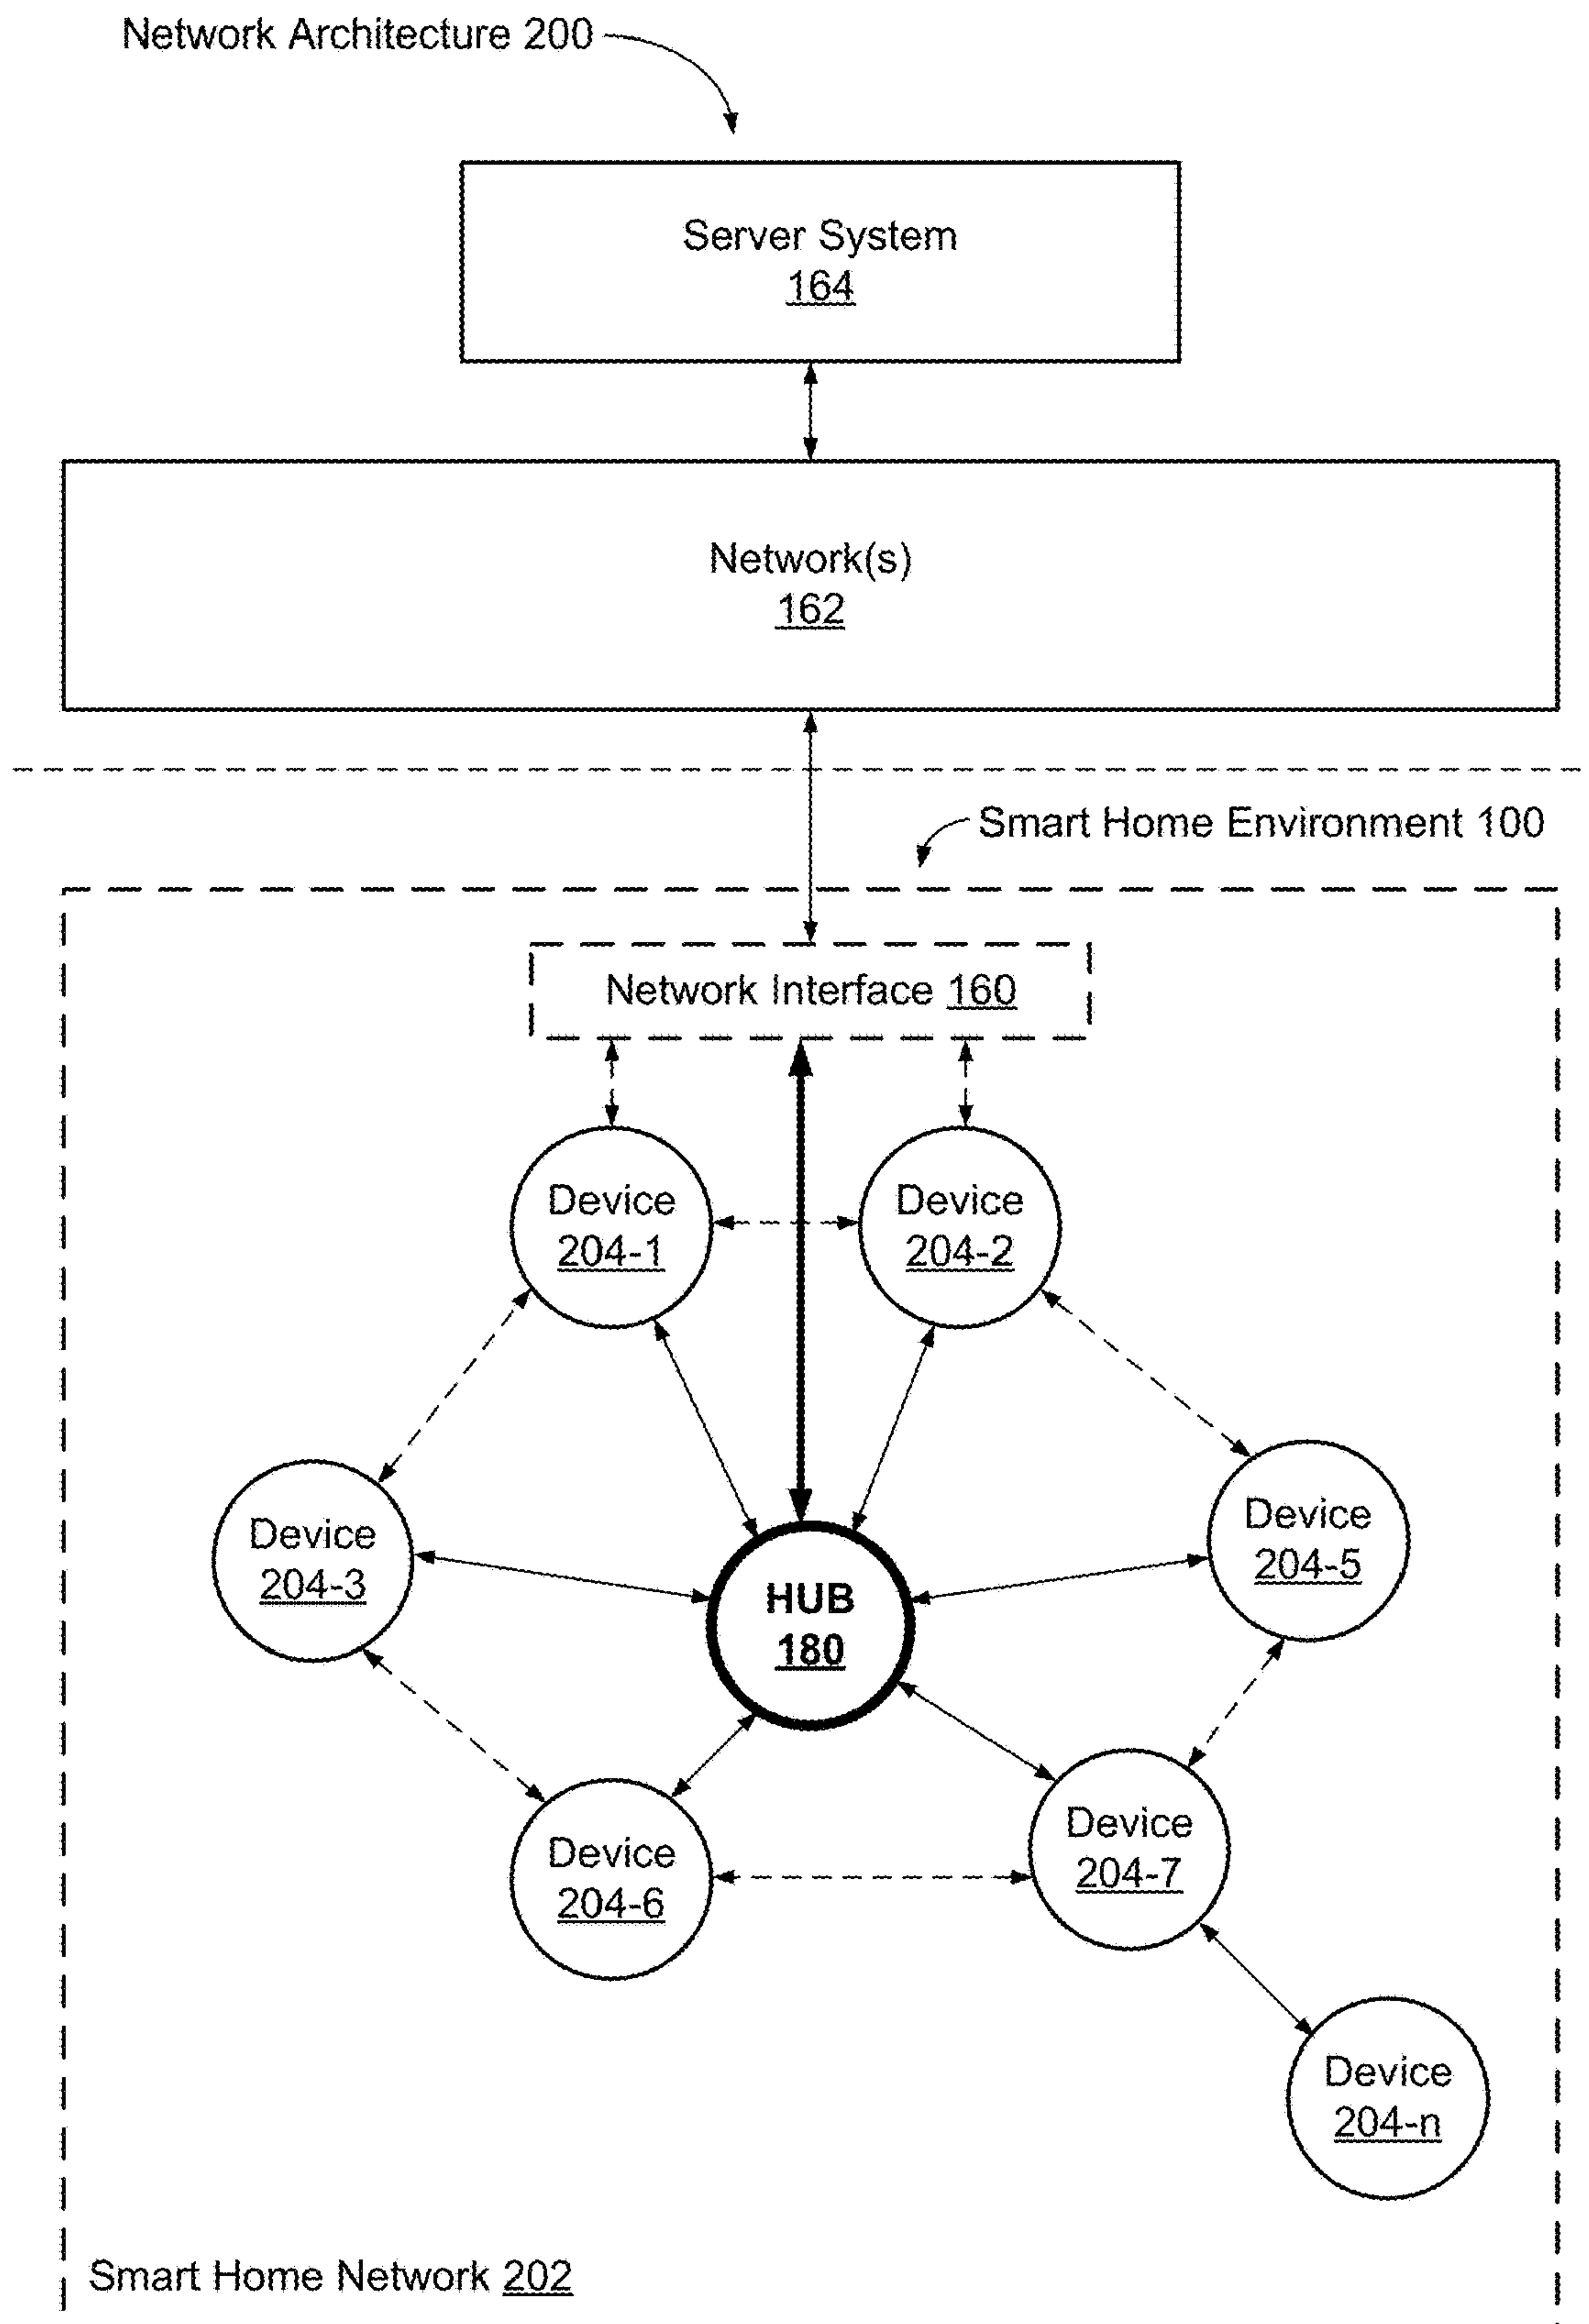 Network Architecture 200
Server System
164
Network(s)
162
Smart Home Environment 100
Network Interface 160
Device
204-1
Device
204-2
Device
204-3
Device
204-5
HUB
180
Device
204-6
Device
204-7
Device
204-n
Smart Home Network 202